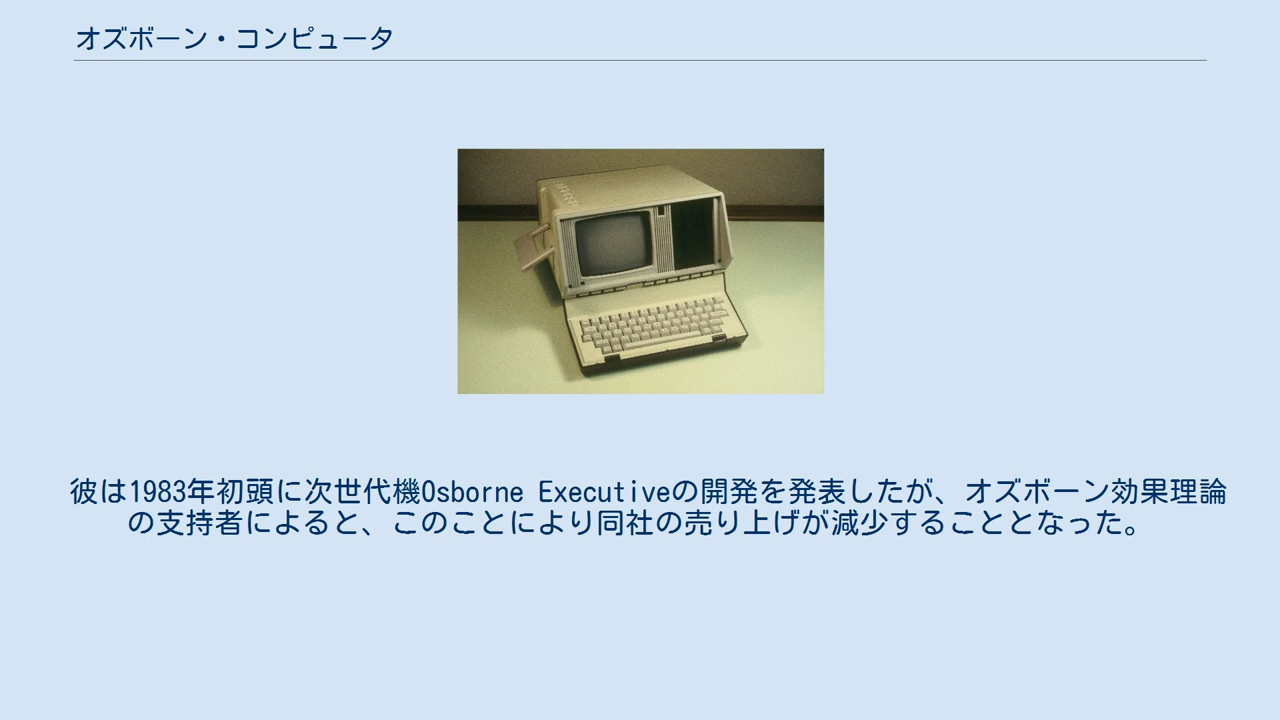 オズボーン・コンピュータ
彼は1983年初頭に次世代機Osborne Executiveの開発を発表したが、オズボーン効果理論
の支持者によると、このことにより同社の売り上げが減少することとなった。